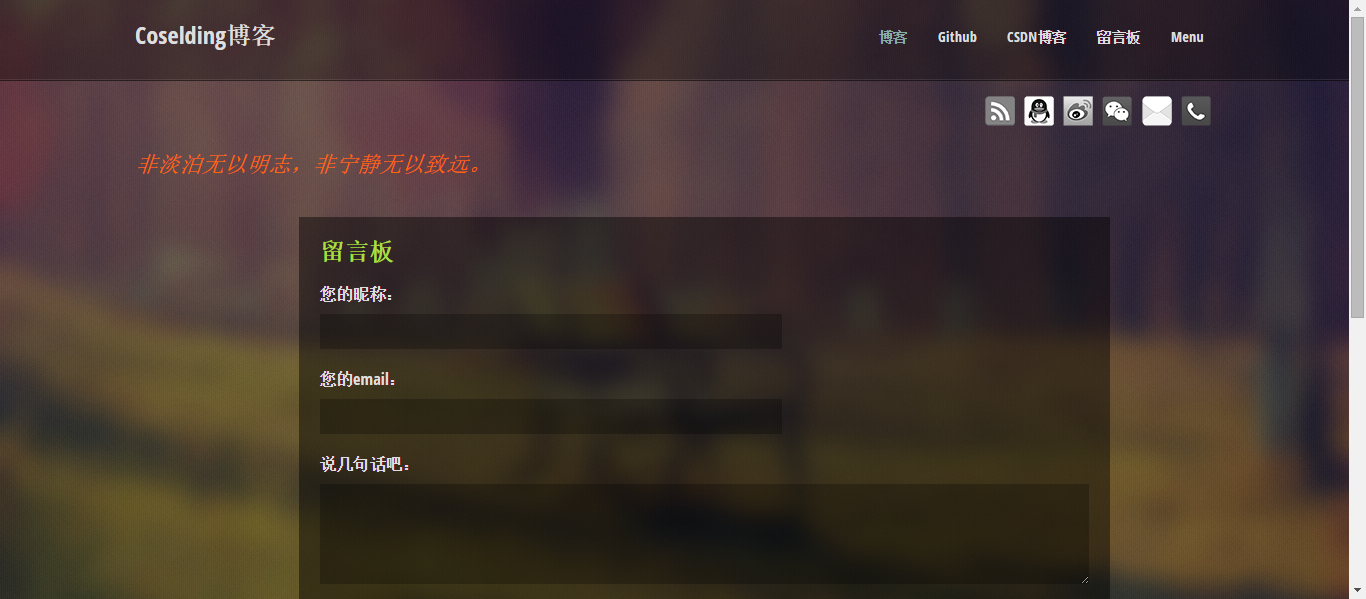 Coselding博客
博客 Github CSDN博客 留言板 Menu
非淡泊无以明志，非宁静无以致远。
留言板
您的昵称：
您的email：
说几句话吧：